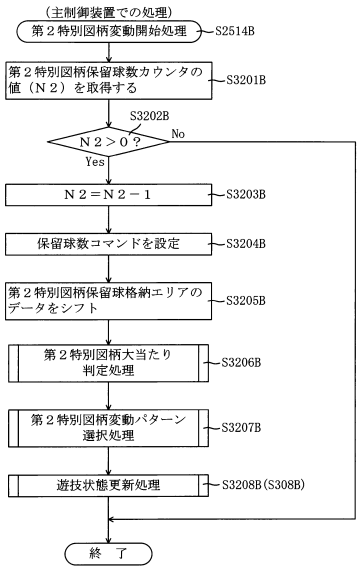 (主制御装置での処理)
第2特別図柄変動開始処理
S2514B
第2特別図柄保留球数カウンタの
値(N2)を取得する
S3201B
S3202B
N2>0?
No
Yes
N2=N2-1
S3203B
保留球数コマンドを設定
S3204B
第2特別図柄保留球格納エリアの
データをシフト
S3205B
第2特別図柄大当たり
判定処理
S3206B
第2特別図柄変動パターン
選択処理
S3207B
遊技状態更新処理
S3208B(S308B)
終 了